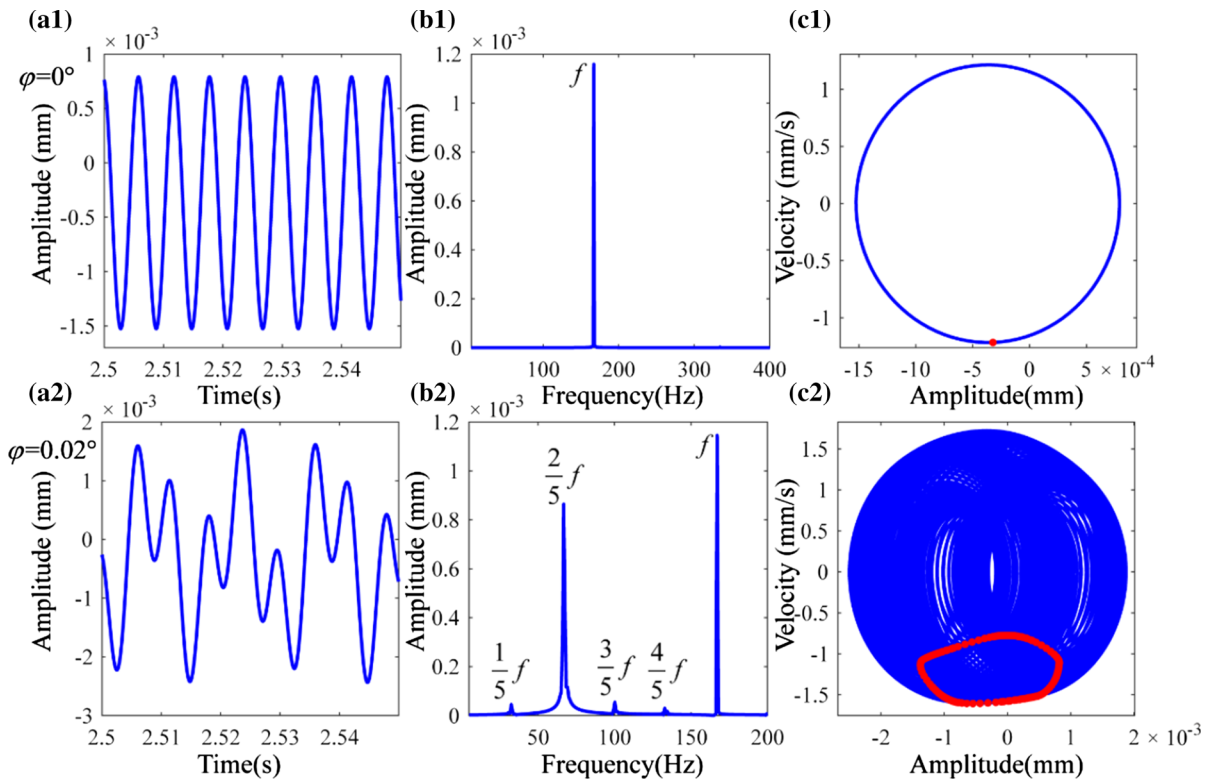 (a1)
(b1)
(c1)
× 10⁻³
φ=0°
1
0.5
0
-0.5
-1
-1.5
Amplitude (mm)
2.5 2.51 2.52 2.53 2.54
Time(s)
× 10⁻³
1.2
1
0.8
0.6
0.4
0.2
0
Amplitude (mm)
f
100 200 300 400
Frequency(Hz)
1
0.5
0
-0.5
-1
Velocity (mm/s)
-15 -10 -5 0 5 × 10⁻⁴
Amplitude(mm)
(a2)
(b2)
(c2)
× 10⁻³
φ=0.02°
2
1
0
-1
-2
-3
Amplitude (mm)
2.5 2.51 2.52 2.53 2.54
Time(s)
× 10⁻³
1.2
1
0.8
0.6
0.4
0.2
0
Amplitude (mm)
1/5 f
2/5 f
3/5 f
4/5 f
f
50 100 150 200
Frequency(Hz)
1.5
1
0.5
0
-0.5
-1
-1.5
Velocity (mm/s)
-2 -1 0 1 2 × 10⁻³
Amplitude(mm)